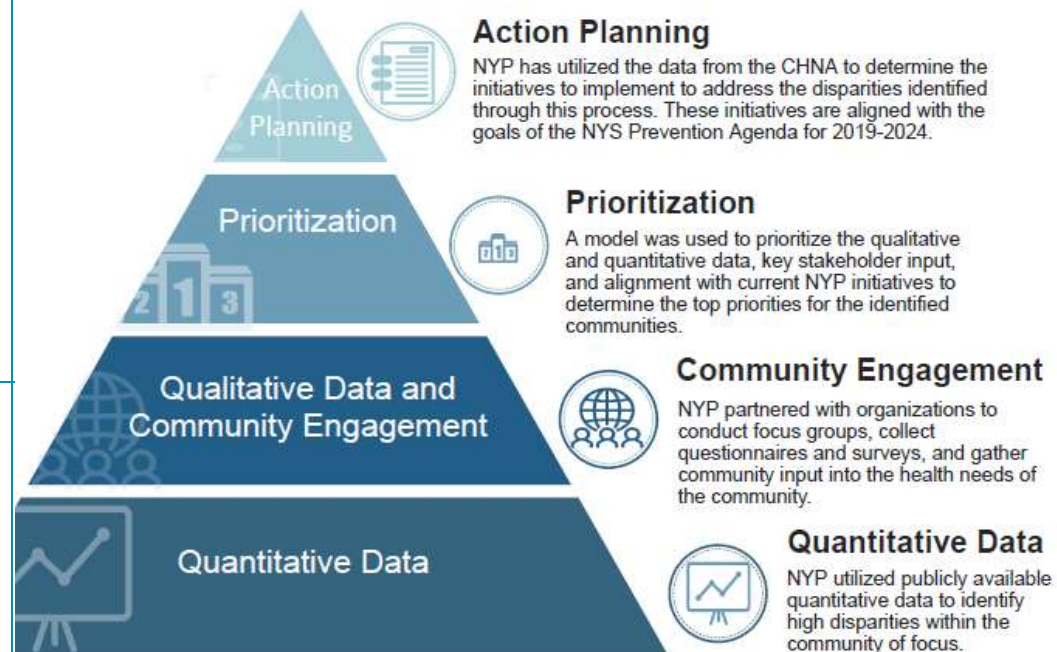 Action Planning
NYP has utilized the data from the CHNA to determine the
initiatives to implement to address the disparities identified
through this process. These initiatives are aligned with the
goals of the NYS Prevention Agenda for 2019-2024.
Action
Planning
Prioritization
2 1 3
Prioritization
2 1 3
A model was used to prioritize the qualitative
and quantitative data, key stakeholder input,
and alignment with current NYP initiatives to
determine the top priorities for the identified
communities.
Qualitative Data and
Community Engagement
Community Engagement
NYP partnered with organizations to
conduct focus groups, collect
questionnaires and surveys, and gather
community input into the health needs of
the community.
Quantitative Data
Quantitative Data
NYP utilized publicly available
quantitative data to identify
high disparities within the
community of focus.